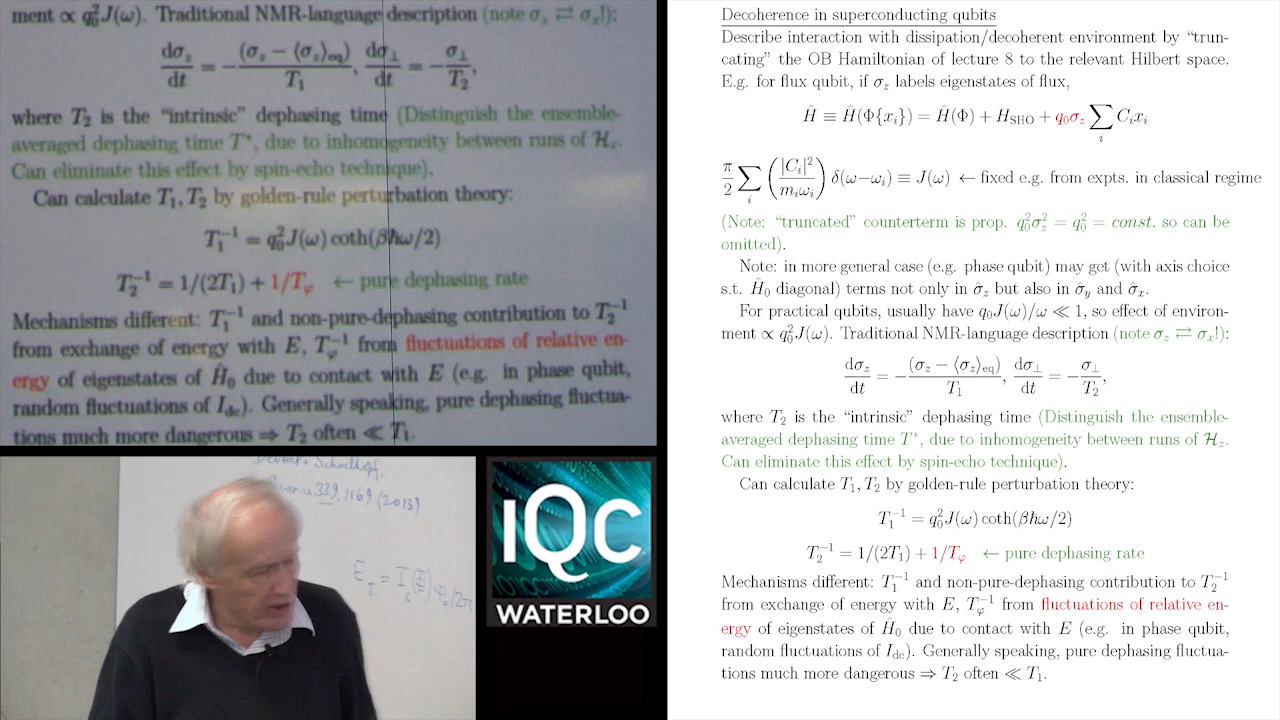 ment ∝ q₀²J(ω). Traditional NMR-language description (note σz ⇄ σx!):
dσz/dt = −(σz − ⟨σz⟩eq)/T₁, dσ⊥/dt = −σ⊥/T₂,
where T₂ is the “intrinsic” dephasing time (Distinguish the ensemble-
averaged dephasing time T*, due to inhomogeneity between runs of ℋz.
Can eliminate this effect by spin-echo technique).
Can calculate T₁, T₂ by golden-rule perturbation theory:
T₁⁻¹ = q₀²J(ω) coth(βħω/2)
T₂⁻¹ = 1/(2T₁) + 1/Tφ ← pure dephasing rate
Mechanisms different: T₁⁻¹ and non-pure-dephasing contribution to T₂⁻¹
from exchange of energy with E, Tφ⁻¹ from fluctuations of relative en-
ergy of eigenstates of Ĥ₀ due to contact with E (e.g. in phase qubit,
random fluctuations of Idc). Generally speaking, pure dephasing fluctua-
tions much more dangerous ⇒ T₂ often ≪ T₁.
339, 1169 (2013)
IQC
WATERLOO
Decoherence in superconducting qubits
Describe interaction with dissipation/decoherent environment by “trun-
cating” the OB Hamiltonian of lecture 8 to the relevant Hilbert space.
E.g. for flux qubit, if σz labels eigenstates of flux,
Ĥ ≡ Ĥ(Φ{xi}) = Ĥ(Φ) + HSHO + q₀σz ∑i Cixi
π/2 ∑i (|Ci|²/miωi) δ(ω−ωi) ≡ J(ω) ← fixed e.g. from expts. in classical regime
(Note: “truncated” counterterm is prop. q₀²σz² = q₀² = const. so can be
omitted).
Note: in more general case (e.g. phase qubit) may get (with axis choice
s.t. Ĥ₀ diagonal) terms not only in σ̂z but also in σ̂y and σ̂x.
For practical qubits, usually have q₀J(ω)/ω ≪ 1, so effect of environ-
ment ∝ q₀²J(ω). Traditional NMR-language description (note σz ⇄ σx!):
dσz/dt = −(σz − ⟨σz⟩eq)/T₁, dσ⊥/dt = −σ⊥/T₂,
where T₂ is the “intrinsic” dephasing time (Distinguish the ensemble-
averaged dephasing time T*, due to inhomogeneity between runs of ℋz.
Can eliminate this effect by spin-echo technique).
Can calculate T₁, T₂ by golden-rule perturbation theory:
T₁⁻¹ = q₀²J(ω) coth(βħω/2)
T₂⁻¹ = 1/(2T₁) + 1/Tφ ← pure dephasing rate
Mechanisms different: T₁⁻¹ and non-pure-dephasing contribution to T₂⁻¹
from exchange of energy with E, Tφ⁻¹ from fluctuations of relative en-
ergy of eigenstates of Ĥ₀ due to contact with E (e.g. in phase qubit,
random fluctuations of Idc). Generally speaking, pure dephasing fluctua-
tions much more dangerous ⇒ T₂ often ≪ T₁.